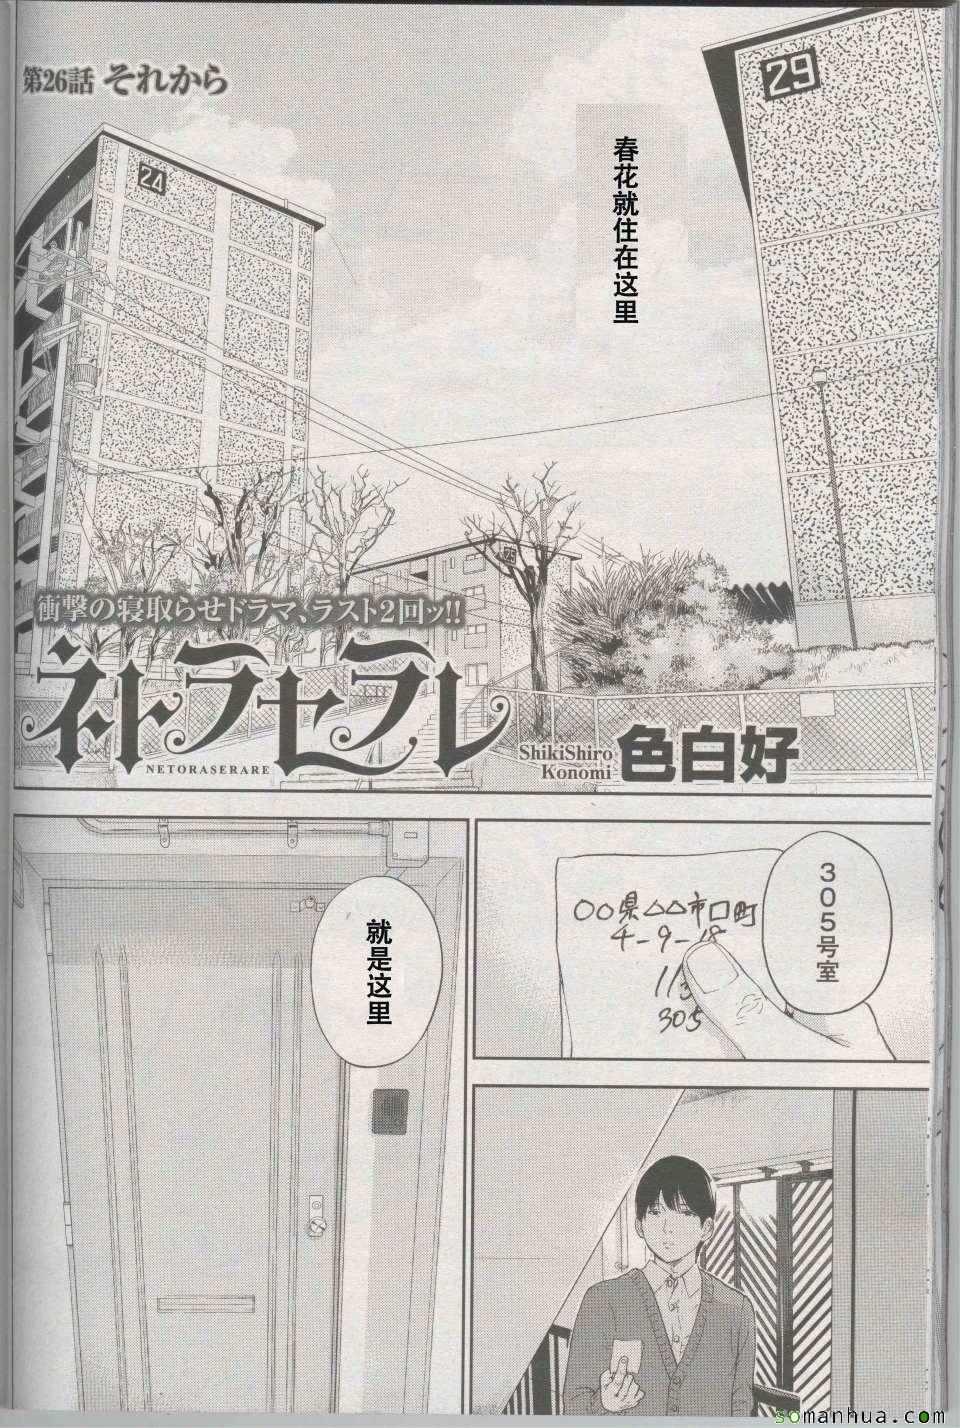 第26話 それから
29
24
春花就住在这里
衝撃の寝取らせドラマ、ラスト2回ッ!!
ネトラセラレ
NETORASERARE
ShikiShiro
Konomi
色白好
305号室
○○県△△市口町
4-9-18
113
305
就是这里
somanhua.com